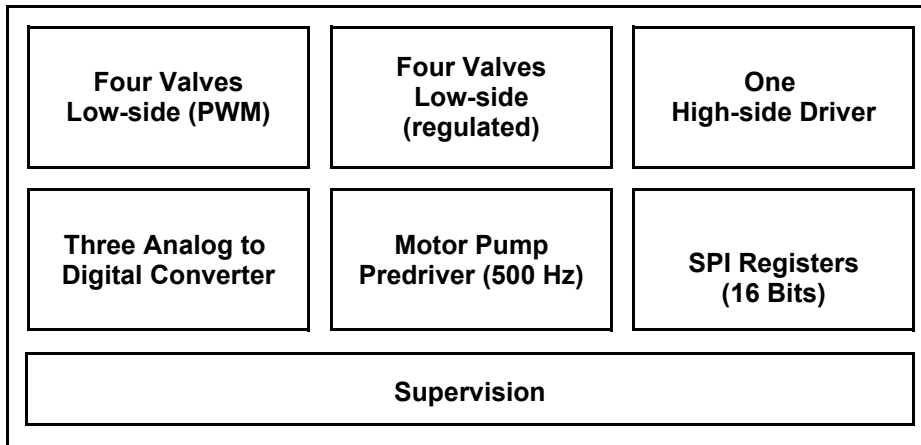 Four Valves
Low-side (PWM)
Four Valves
Low-side
(regulated)
One
High-side Driver
Three Analog to
Digital Converter
Motor Pump
Predriver (500 Hz)
SPI Registers
(16 Bits)
Supervision